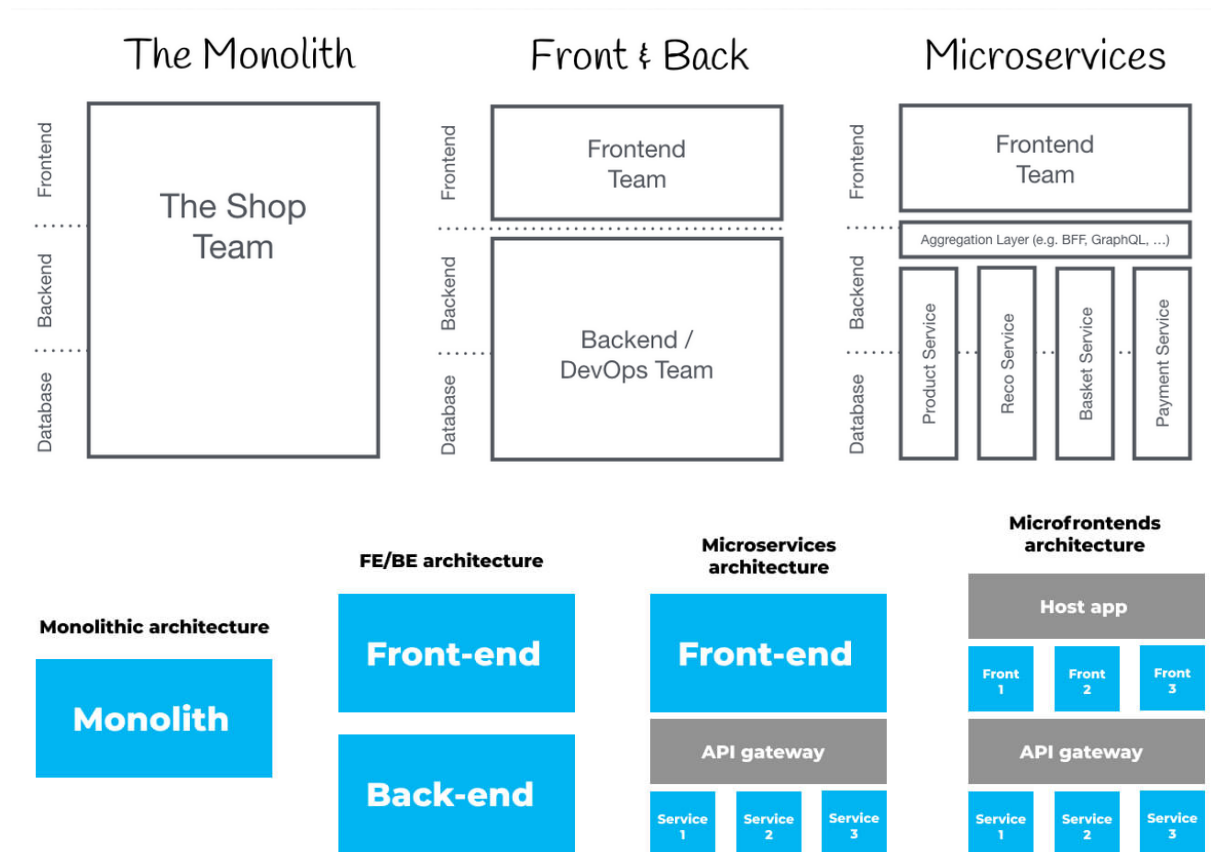 The Monolith
Frontend
Backend
Database
The Shop
Team
Front & Back
Frontend
Backend
Database
Frontend
Team
Backend /
DevOps Team
Microservices
Frontend
Backend
Database
Frontend
Team
Aggregation Layer (e.g. BFF, GraphQL, ...)
Product Service
Reco Service
Basket Service
Payment Service
Monolithic architecture
Monolith
FE/BE architecture
Front-end
Back-end
Microservices
architecture
Front-end
API gateway
Service
1
Service
2
Service
3
Microfrontends
architecture
Host app
Front
1
Front
2
Front
3
API gateway
Service
1
Service
2
Service
3